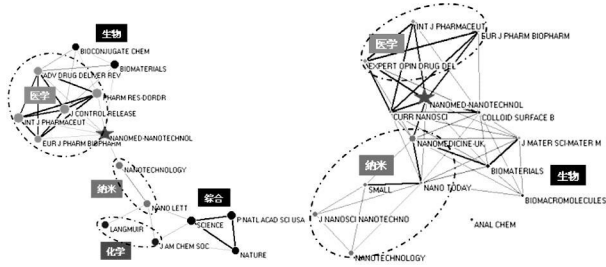 生物
BIOCONJUGATE CHEM
BIOMATERIALS
ADV DRUG DELIVER REV
医学
PHARM RES-DORDR
J CONTROL RELEASE
INT J PHARMACEUT
NANOMED-NANOTECHNOL
EUR J PHARM BIOPHARM
NANOTECHNOLOGY
納米
NANO LETT
綜合
P NATL ACAD SCI USA
SCIENCE
LANGMUIR
化学
J AM CHEM SOC
NATURE
INT J PHARMACEUT
EUR J PHARM BIOPHARM
医学
EXPERT OPIN DRUG DEL
NANOMED-NANOTECHNOL
CURR NANOSCI
COLLOID SURFACE B
NANOMEDICINE-UK
J MATER SCI-MATER M
納米
BIOMATERIALS
生物
SMALL
NANO TODAY
BIOMACROMOLECULES
J NANOSCI NANOTECHNO
ANAL CHEM
NANOTECHNOLOGY